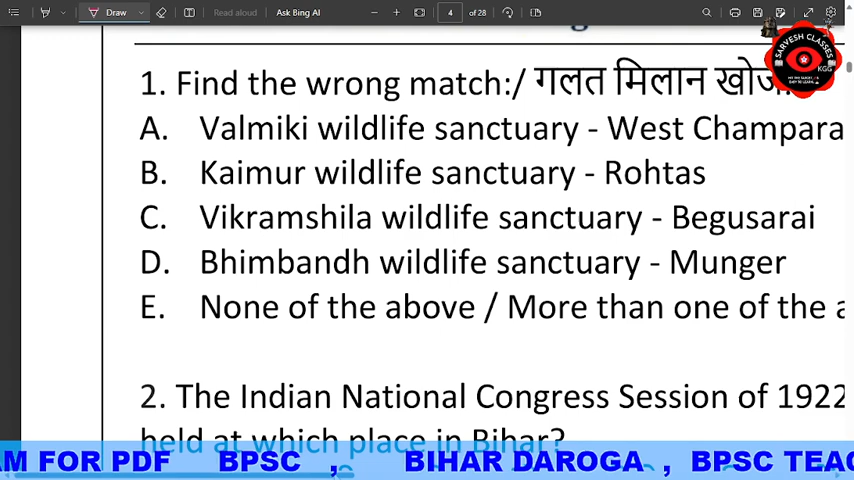 Draw
Read aloud
Ask Bing AI
4 of 28
SARVESH CLASSES
KGG
1. Find the wrong match:/ गलत मिलान खोजें
A. Valmiki wildlife sanctuary - West Champara
B. Kaimur wildlife sanctuary - Rohtas
C. Vikramshila wildlife sanctuary - Begusarai
D. Bhimbandh wildlife sanctuary - Munger
E. None of the above / More than one of the a
2. The Indian National Congress Session of 1922
held at which place in Bihar?
AM FOR PDF BPSC , BIHAR DAROGA , BPSC TEAC